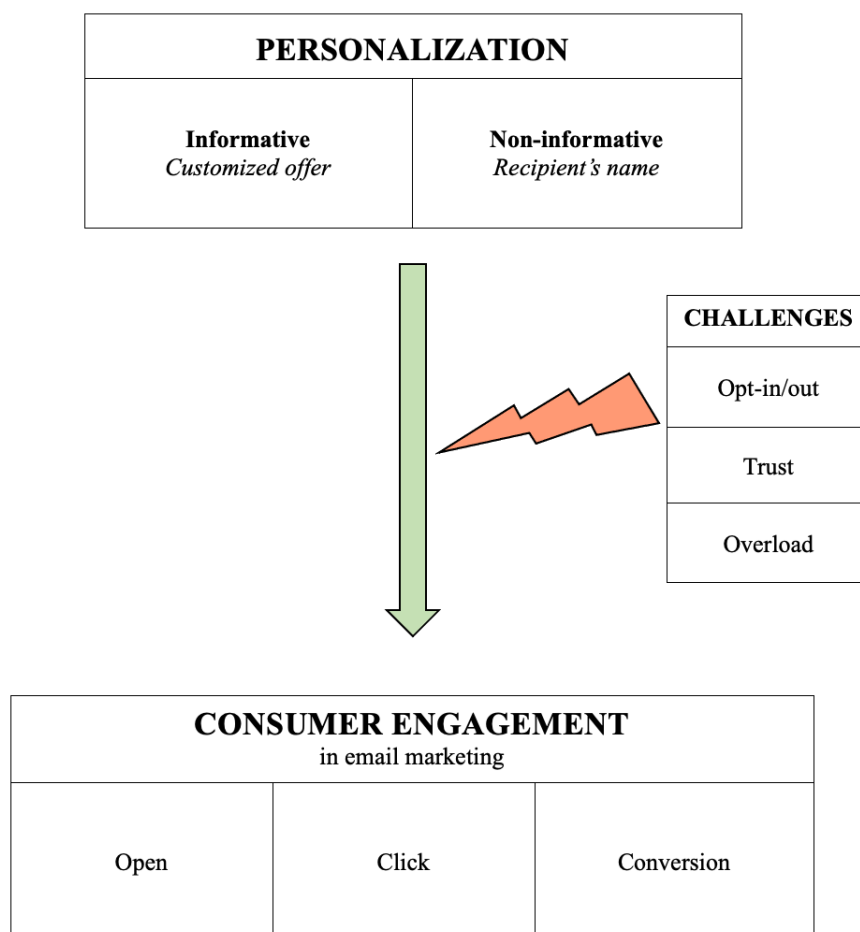 PERSONALIZATION
Informative
Customized offer
Non-informative
Recipient’s name
CHALLENGES
Opt-in/out
Trust
Overload
CONSUMER ENGAGEMENT
in email marketing
Open
Click
Conversion